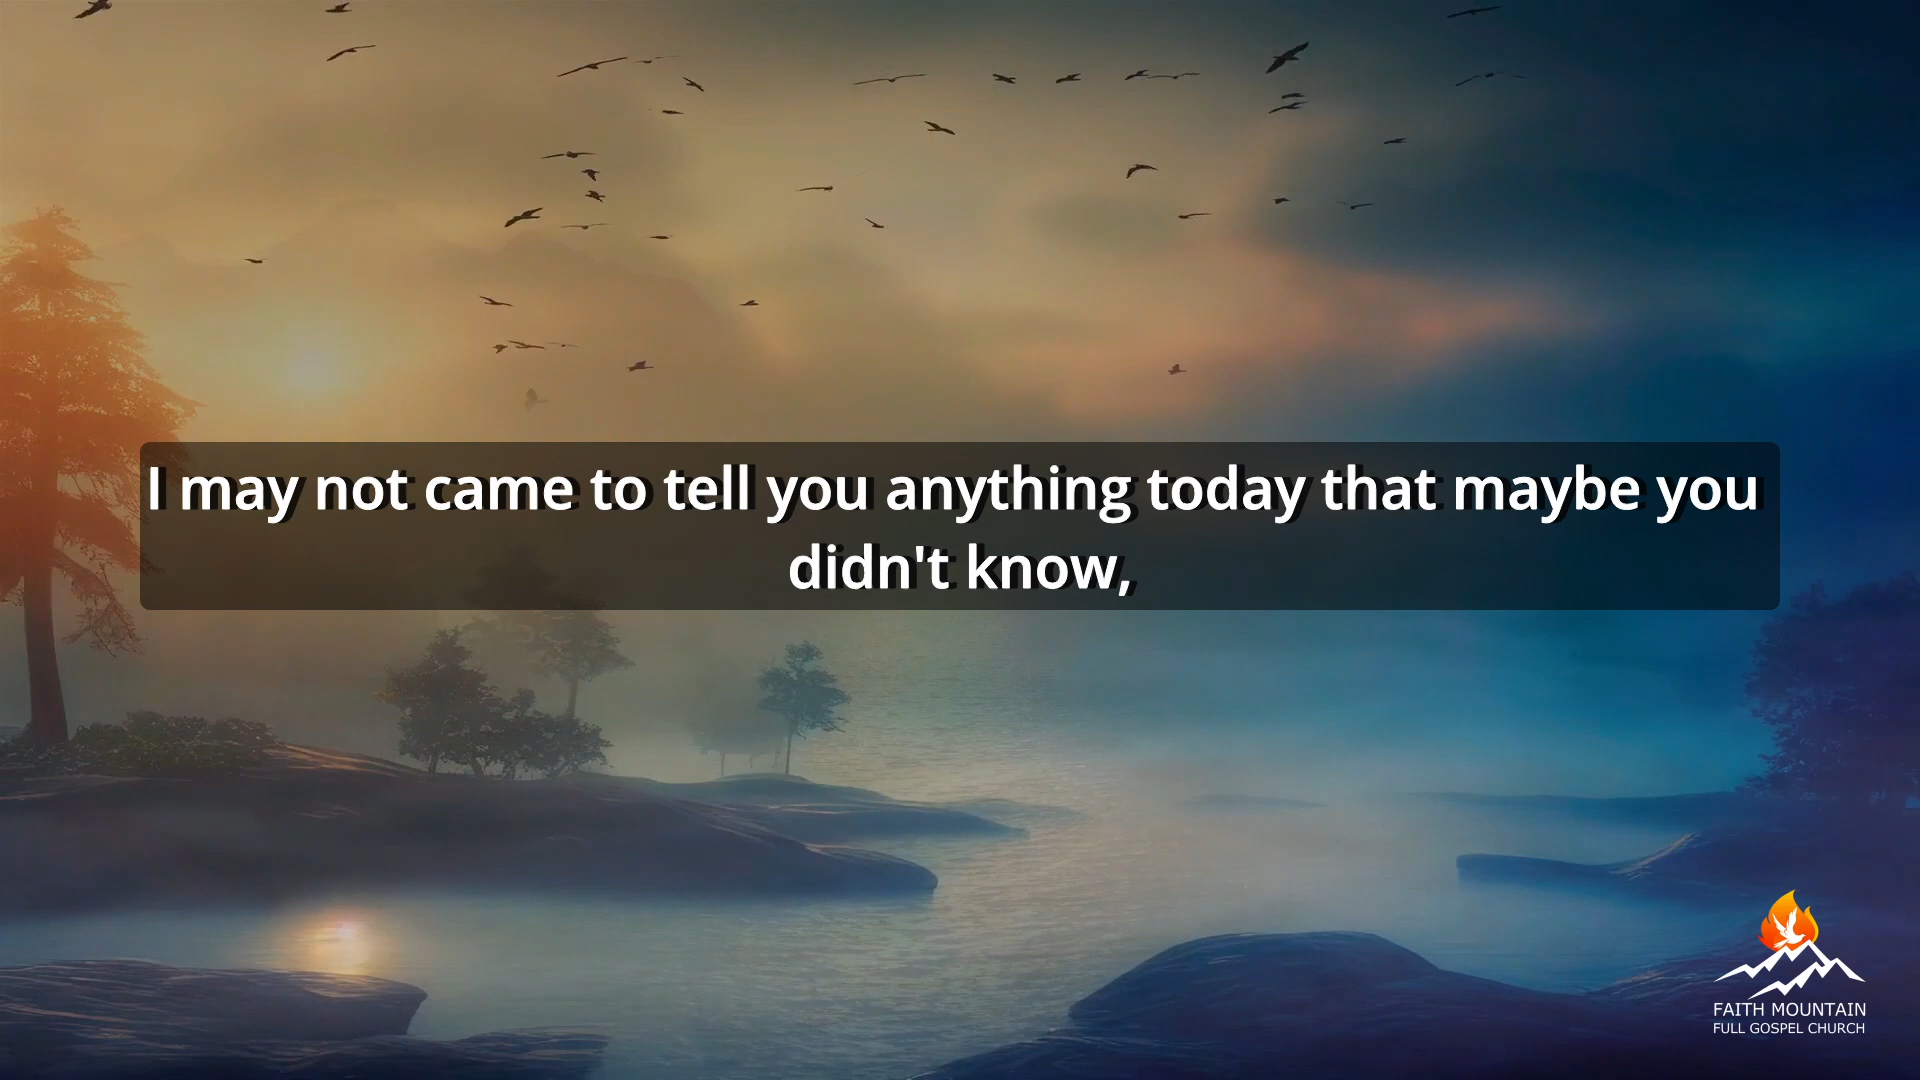 I may not came to tell you anything today that maybe you
didn't know,
FAITH MOUNTAIN
FULL GOSPEL CHURCH